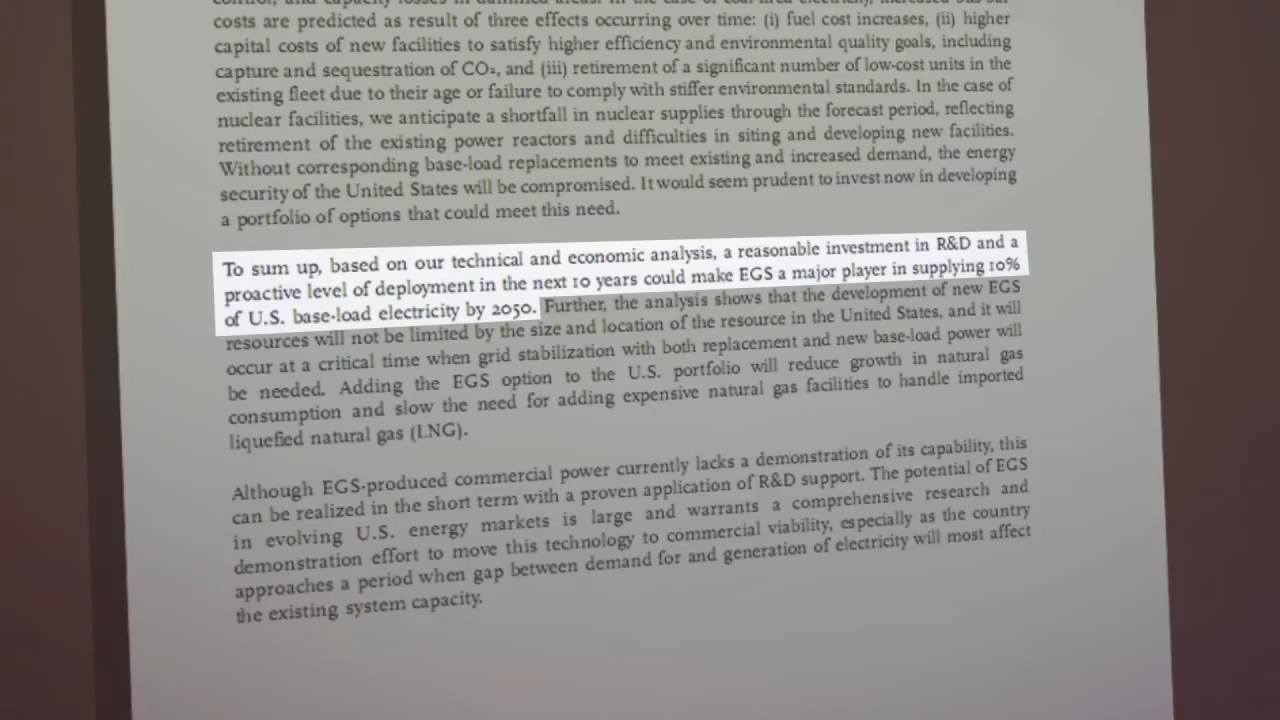 costs are predicted as result of three effects occurring over time: (i) fuel cost increases, (ii) higher
capital costs of new facilities to satisfy higher efficiency and environmental quality goals, including
capture and sequestration of CO₂, and (iii) retirement of a significant number of low-cost units in the
existing fleet due to their age or failure to comply with stiffer environmental standards. In the case of
nuclear facilities, we anticipate a shortfall in nuclear supplies through the forecast period, reflecting
retirement of the existing power reactors and difficulties in siting and developing new facilities.
Without corresponding base-load replacements to meet existing and increased demand, the energy
security of the United States will be compromised. It would seem prudent to invest now in developing
a portfolio of options that could meet this need.
To sum up, based on our technical and economic analysis, a reasonable investment in R&D and a
proactive level of deployment in the next 10 years could make EGS a major player in supplying 10%
of U.S. base-load electricity by 2050. Further, the analysis shows that the development of new EGS
resources will not be limited by the size and location of the resource in the United States, and it will
occur at a critical time when grid stabilization with both replacement and new base-load power will
be needed. Adding the EGS option to the U.S. portfolio will reduce growth in natural gas
consumption and slow the need for adding expensive natural gas facilities to handle imported
liquefied natural gas (LNG).
Although EGS-produced commercial power currently lacks a demonstration of its capability, this
can be realized in the short term with a proven application of R&D support. The potential of EGS
in evolving U.S. energy markets is large and warrants a comprehensive research and
demonstration effort to move this technology to commercial viability, especially as the country
approaches a period when gap between demand for and generation of electricity will most affect
the existing system capacity.